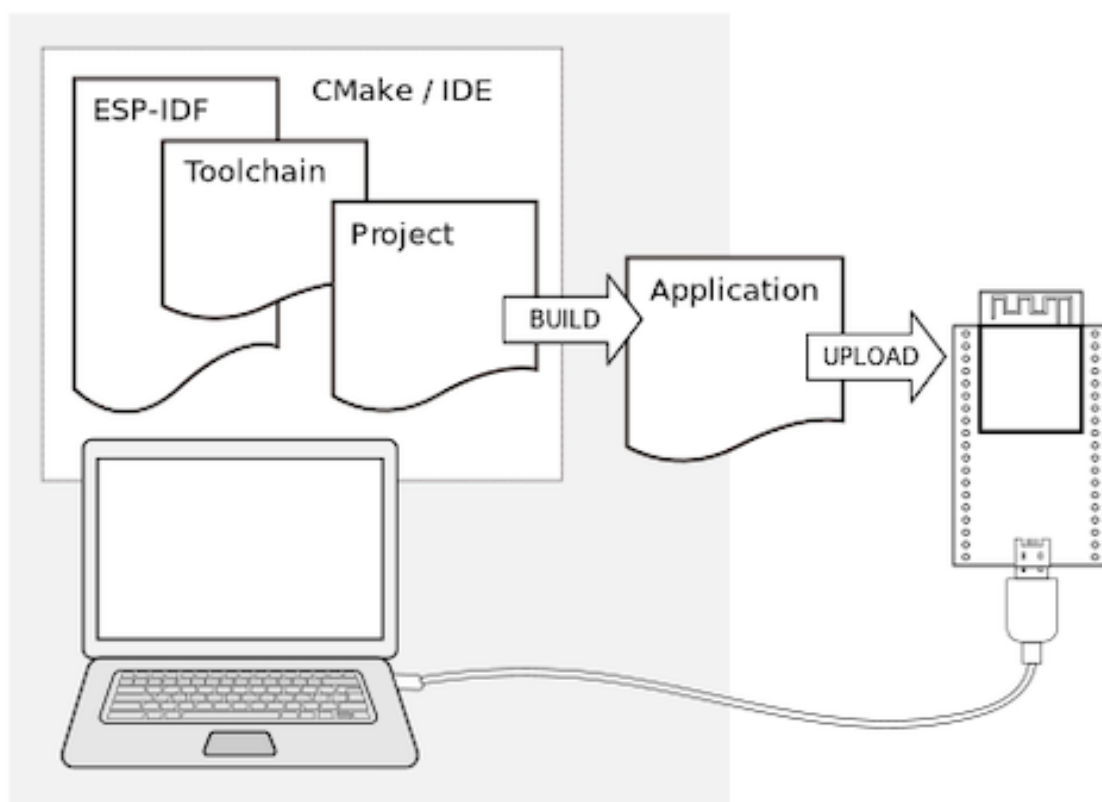 CMake / IDE
ESP-IDF
Toolchain
Project
BUILD
Application
UPLOAD